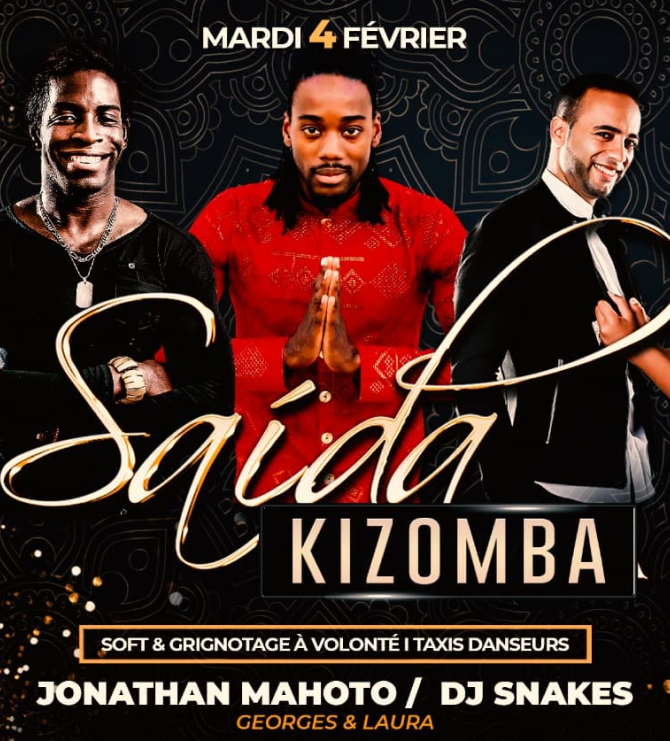 MARDI 4 FÉVRIER
Saída
KIZOMBA
SOFT & GRIGNOTAGE À VOLONTÉ I TAXIS DANSEURS
JONATHAN MAHOTO / DJ SNAKES
GEORGES & LAURA